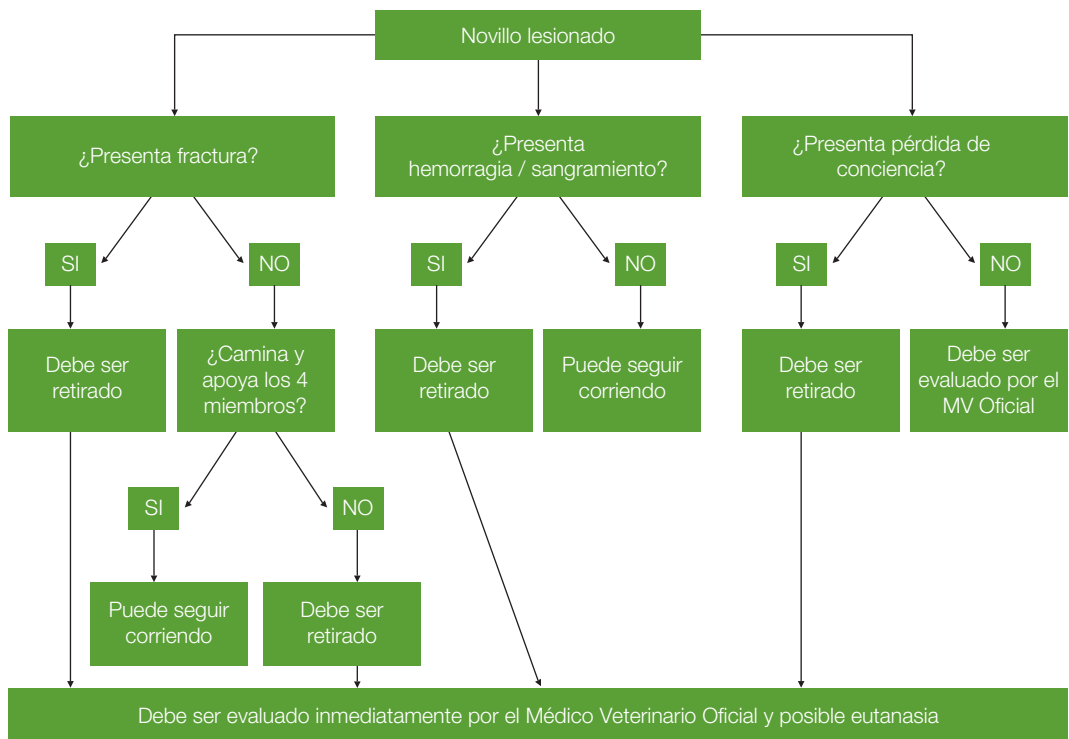 Novillo lesionado
¿Presenta fractura?
¿Presenta
hemorragia / sangramiento?
¿Presenta pérdida de
conciencia?
SI
NO
SI
NO
SI
NO
Debe ser
retirado
¿Camina y
apoya los 4
miembros?
Debe ser
retirado
Puede seguir
corriendo
Debe ser
retirado
Debe ser
evaluado por el
MV Oficial
SI
NO
Puede seguir
corriendo
Debe ser
retirado
Debe ser evaluado inmediatamente por el Médico Veterinario Oficial y posible eutanasia